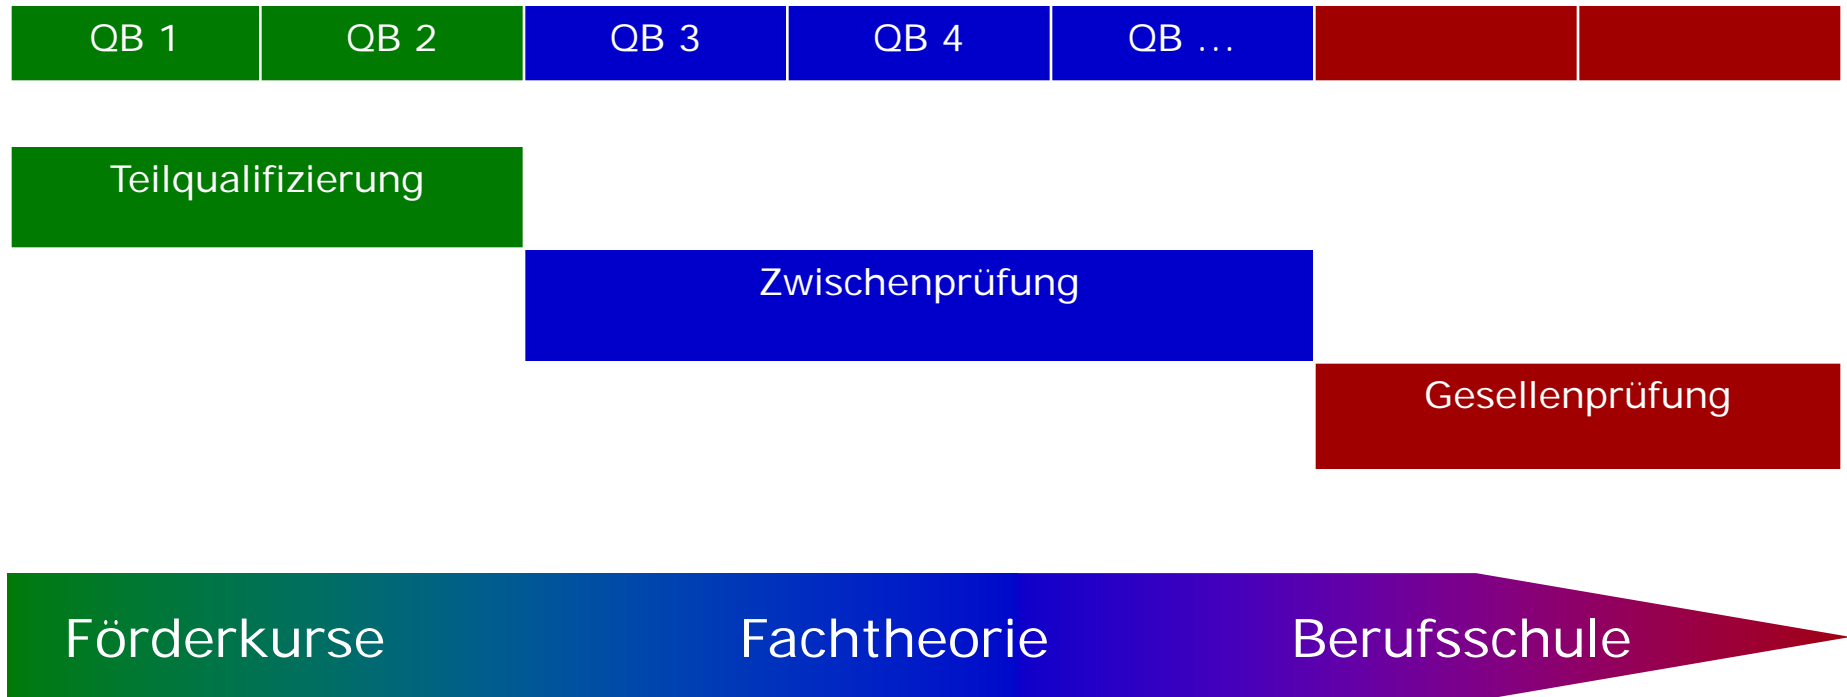 QB 1 QB 2 QB 3 QB 4 QB ...
Teilqualifizierung
Zwischenprüfung
Gesellenprüfung
Förderkurse Fachtheorie Berufsschule